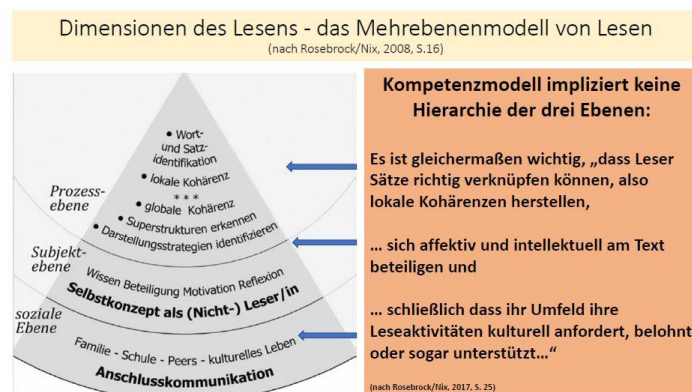 Dimensionen des Lesens - das Mehrebenenmodell von Lesen
(nach Rosebrock/Nix, 2008, S.16)
• Wort-
und Satz-
identifikation
• lokale Kohärenz
* * *
• globale Kohärenz
• Superstrukturen erkennen
• Darstellungsstrategien identifizieren
Prozess-
ebene
Wissen Beteiligung Motivation Reflexion
Selbstkonzept als (Nicht-) Leser/in
Subjekt-
ebene
Familie - Schule - Peers - kulturelles Leben
Anschlusskommunikation
soziale
Ebene
Kompetenzmodell impliziert keine
Hierarchie der drei Ebenen:
Es ist gleichermaßen wichtig, „dass Leser
Sätze richtig verknüpfen können, also
lokale Kohärenzen herstellen,
… sich affektiv und intellektuell am Text
beteiligen und
… schließlich dass ihr Umfeld ihre
Leseaktivitäten kulturell anfordert, belohnt
oder sogar unterstützt…“
(nach Rosebrock/Nix, 2017, S. 25)